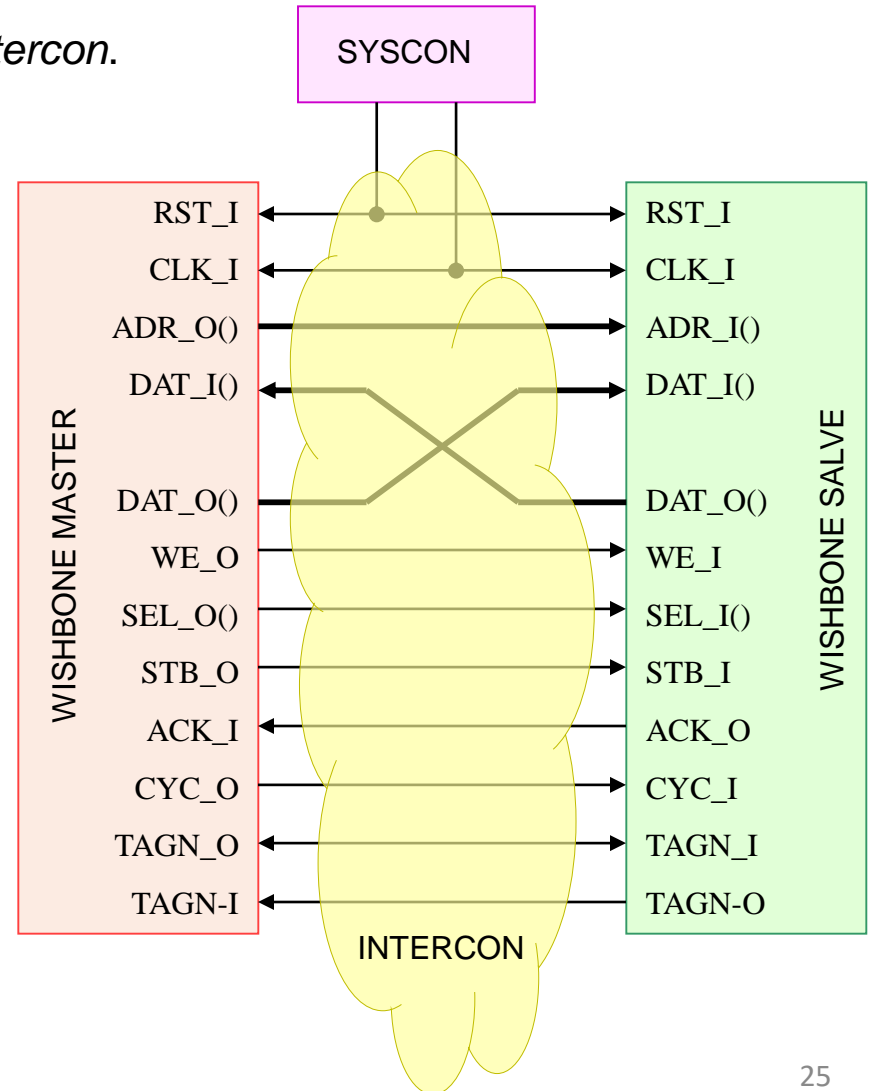 tercon.
SYSCON
WISHBONE MASTER
RST_I
CLK_I
ADR_O()
DAT_I()
DAT_O()
WE_O
SEL_O()
STB_O
ACK_I
CYC_O
TAGN_O
TAGN-I
INTERCON
RST_I
CLK_I
ADR_I()
DAT_I()
DAT_O()
WE_I
SEL_I()
STB_I
ACK_O
CYC_I
TAGN_I
TAGN-O
WISHBONE SALVE
25